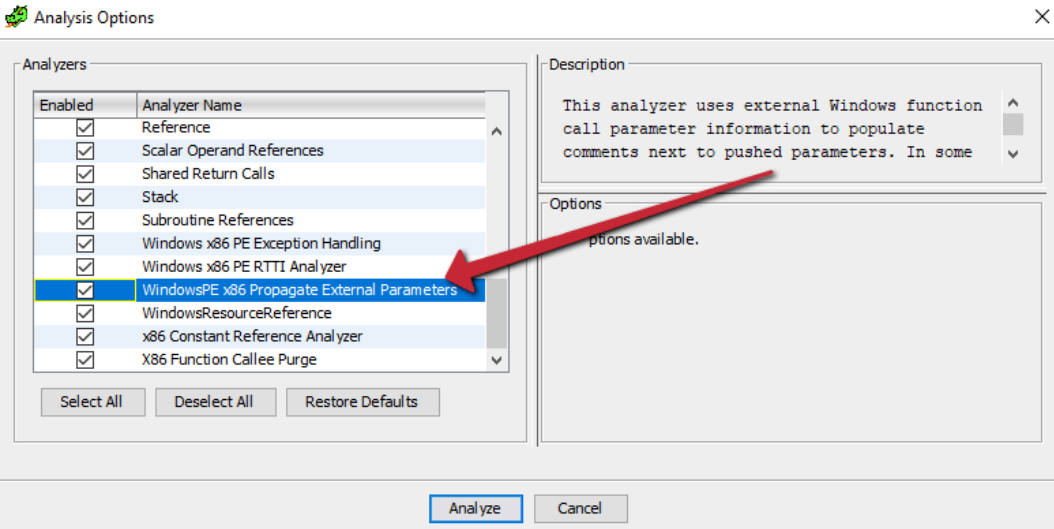 Analysis Options
Analyzers
Enabled Analyzer Name
Reference
Scalar Operand References
Shared Return Calls
Stack
Subroutine References
Windows x86 PE Exception Handling
Windows x86 PE RTTI Analyzer
WindowsPE x86 Propagate External Parameters
WindowsResourceReference
x86 Constant Reference Analyzer
X86 Function Callee Purge
Select All Deselect All Restore Defaults
Description
This analyzer uses external Windows function
call parameter information to populate
comments next to pushed parameters. In some
Options
ptions available.
Analyze Cancel